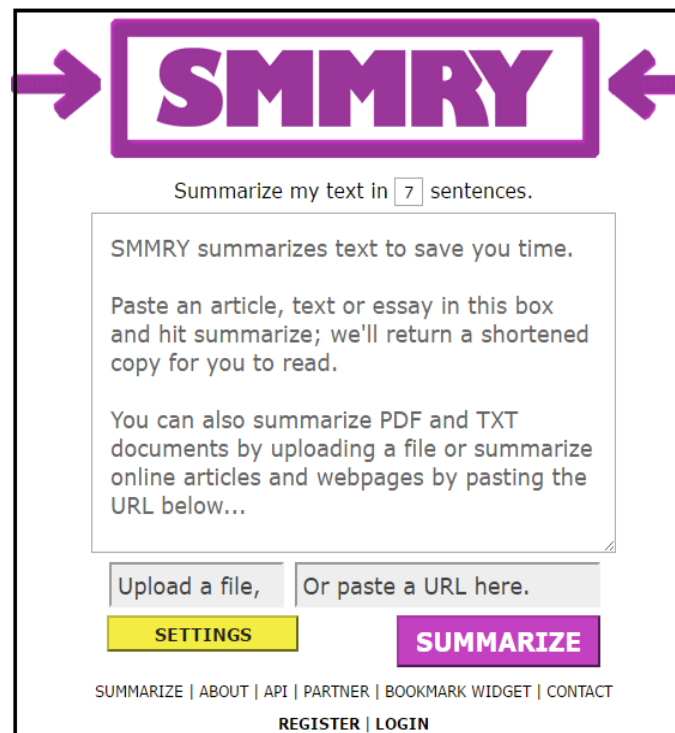 SMMRY
Summarize my text in 7 sentences.
SMMRY summarizes text to save you time.
Paste an article, text or essay in this box
and hit summarize; we'll return a shortened
copy for you to read.
You can also summarize PDF and TXT
documents by uploading a file or summarize
online articles and webpages by pasting the
URL below...
Upload a file, Or paste a URL here.
SETTINGS SUMMARIZE
SUMMARIZE | ABOUT | API | PARTNER | BOOKMARK WIDGET | CONTACT
REGISTER | LOGIN